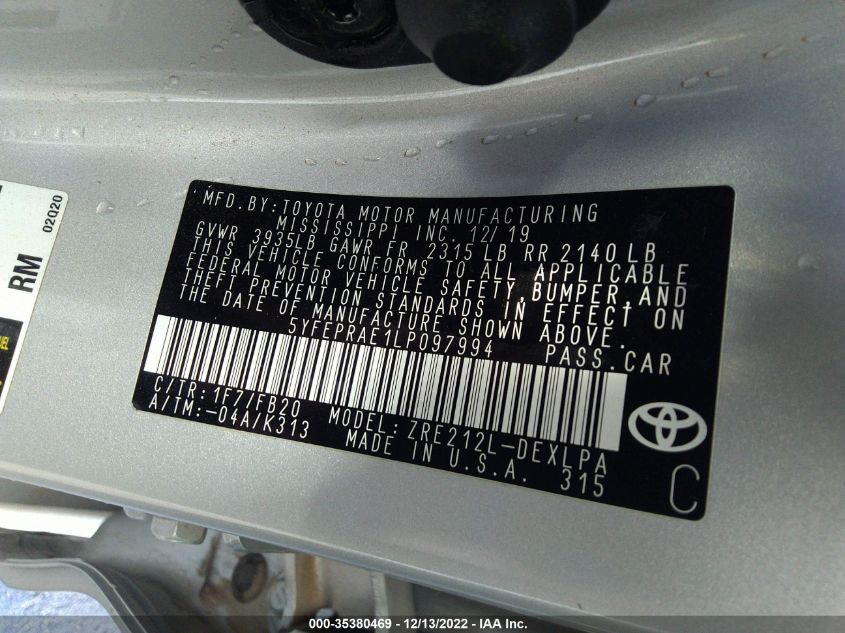 02Q20
RM
MFD.BY:TOYOTA MOTOR MANUFACTURING
MISSISSIPPI INC. 12/19
GVWR 3935LB GAWR FR 2315 LB RR 2140 LB
THIS VEHICLE CONFORMS TO ALL APPLICABLE
FEDERAL MOTOR VEHICLE SAFETY,BUMPER,AND
THEFT PREVENTION STANDARDS IN EFFECT ON
THE DATE OF MANUFACTURE SHOWN ABOVE.
5YFEPRAE1LP097994 PASS.CAR
C/TR:1F7/FB20 MODEL:ZRE212L-DEXLPA
A/TM:-04A/K313 MADE IN U.S.A. 315
C
000-35380469 - 12/13/2022 - IAA Inc.